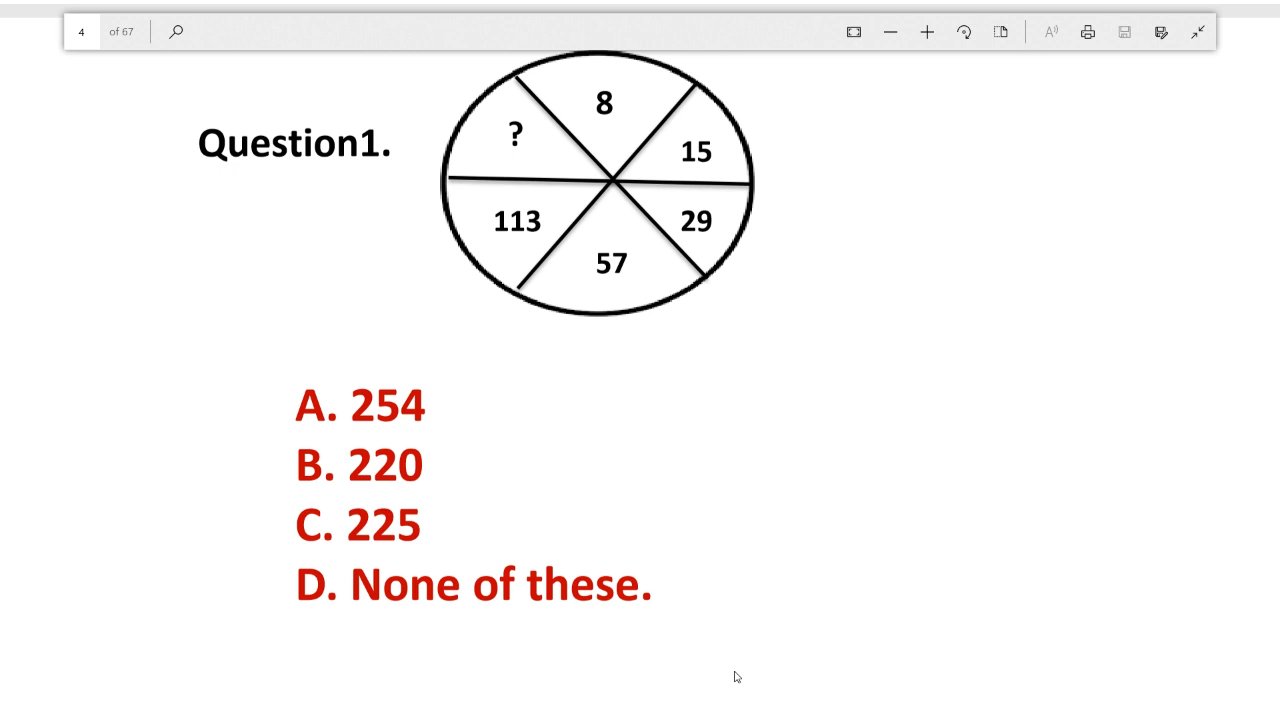 4 of 67
8
Question1.
?
15
113
29
57
A. 254
B. 220
C. 225
D. None of these.